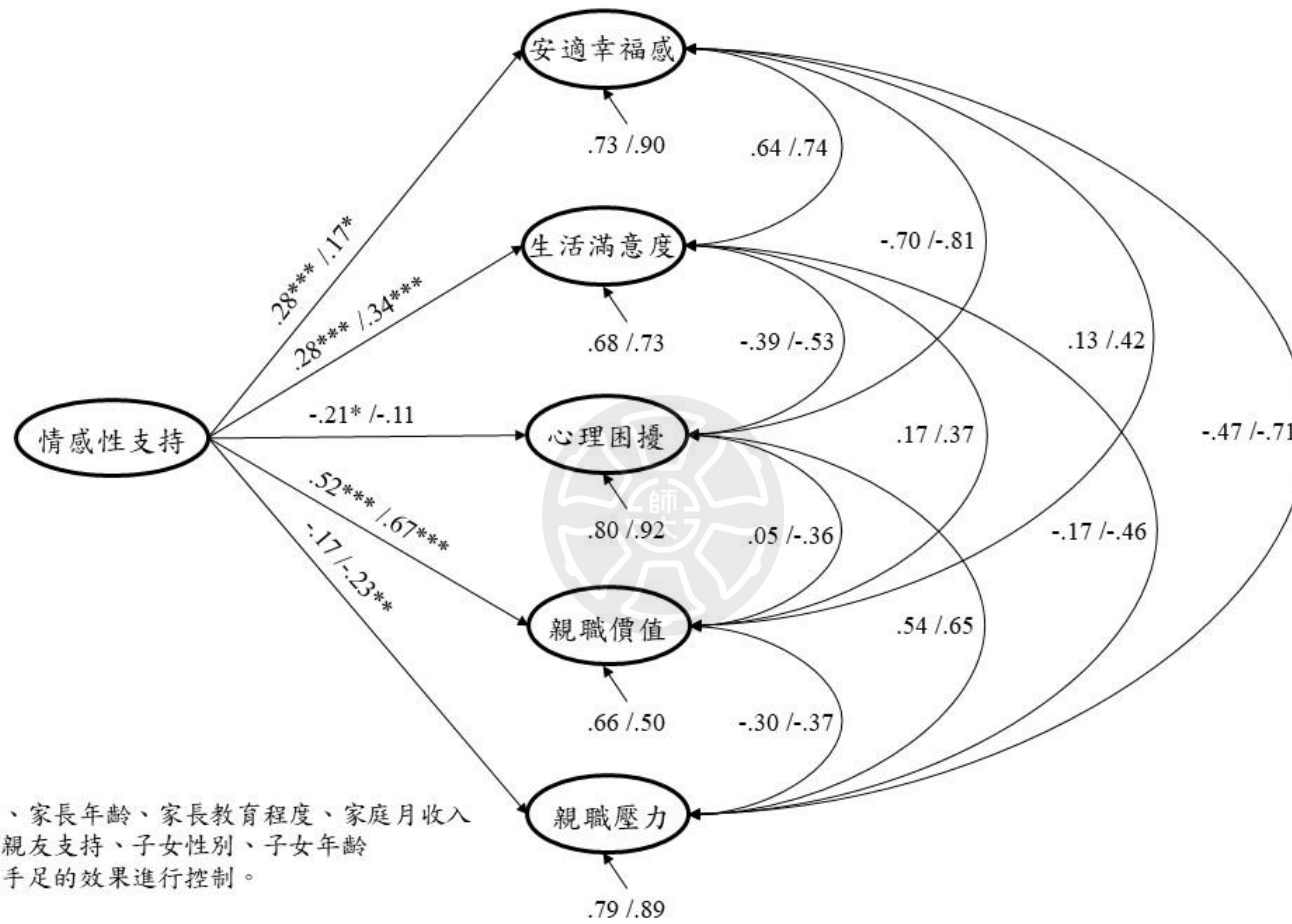 安適幸福感
.73 /.90
.64 /.74
.28*** /.17*
生活滿意度
-.70 /-.81
.28*** /.34***
.68 /.73
-.39 /-.53
.13 /.42
情感性支持
-.21* /-.11
心理困擾
.17 /.37
-.47 /-.71
師大
.52*** /.67***
.80 /.92
.05 /-.36
-.17 /-.46
-.17/-.23**
親職價值
.54 /.65
.66 /.50
-.30 /-.37
親職壓力
、家長年齡、家長教育程度、家庭月收入
親友支持、子女性別、子女年齡
手足的效果進行控制。
.79 /.89